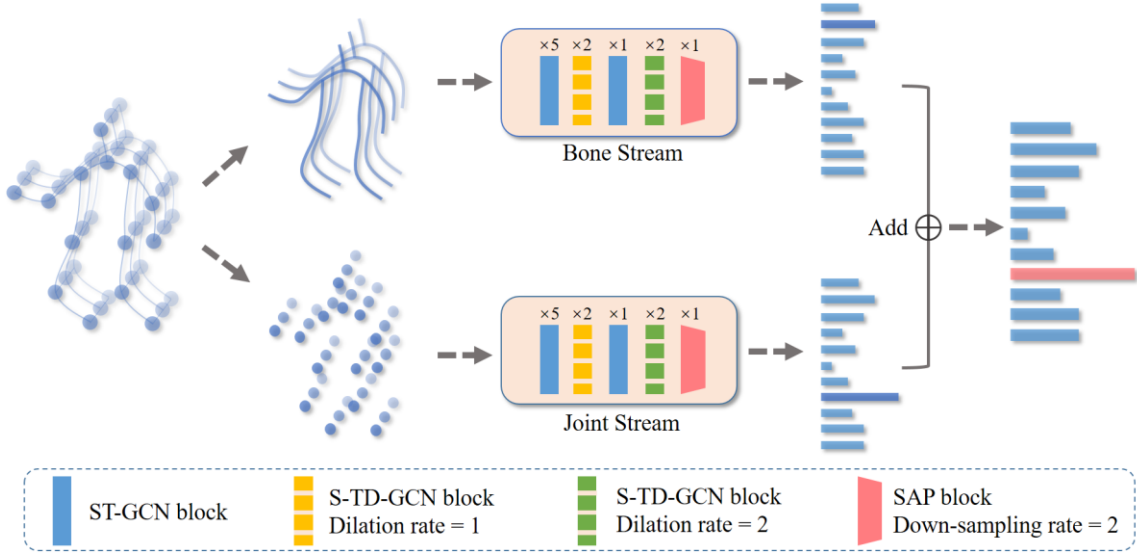 ×5 ×2 ×1 ×2 ×1
Bone Stream
Add
×5 ×2 ×1 ×2 ×1
Joint Stream
ST-GCN block
S-TD-GCN block
Dilation rate = 1
S-TD-GCN block
Dilation rate = 2
SAP block
Down-sampling rate = 2